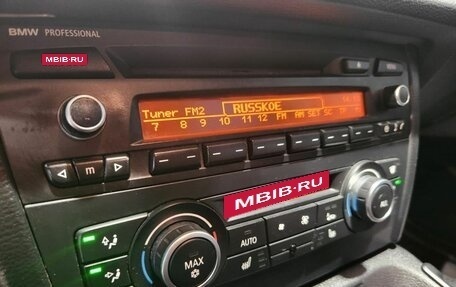 BMW PROFESSIONAL
MBIB.RU
Tuner FM2 RUSSKOE
7 8 9 10 11 12 FM AM SET SC
m
MBIB.RU
AUTO
MAX
ALL